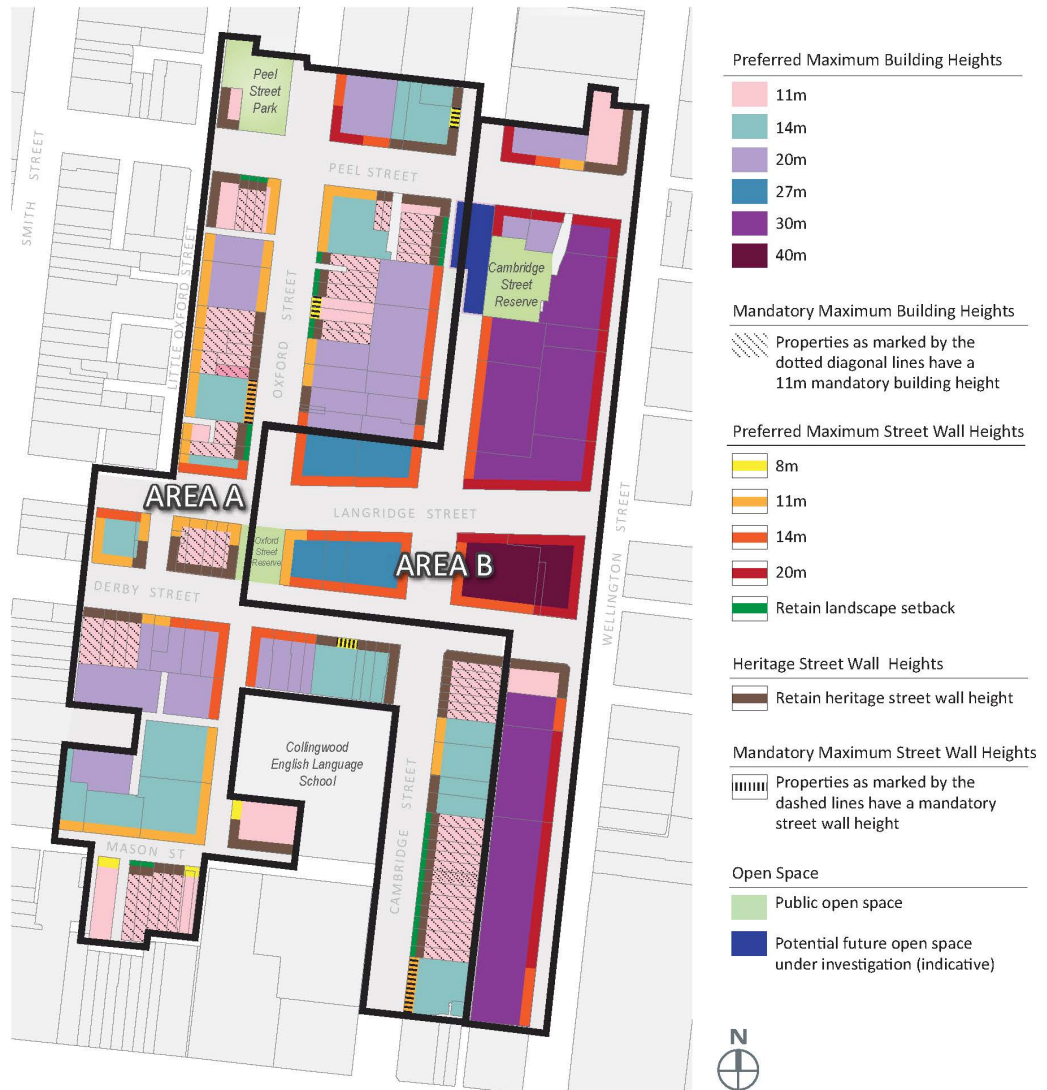 Peel
Street
Park
SMITH STREET
PEEL STREET
LITTLE OXFORD STREET
OXFORD STREET
Cambridge
Street
Reserve
AREA A
LANGRIDGE STREET
Oxford
Street
Reserve
AREA B
WELLINGTON STREET
DERBY STREET
Collingwood
English Language
School
CAMBRIDGE STREET
MASON ST
Preferred Maximum Building Heights
11m
14m
20m
27m
30m
40m
Mandatory Maximum Building Heights
Properties as marked by the
dotted diagonal lines have a
11m mandatory building height
Preferred Maximum Street Wall Heights
8m
11m
14m
20m
Retain landscape setback
Heritage Street Wall Heights
Retain heritage street wall height
Mandatory Maximum Street Wall Heights
Properties as marked by the
dashed lines have a mandatory
street wall height
Open Space
Public open space
Potential future open space
under investigation (indicative)
N